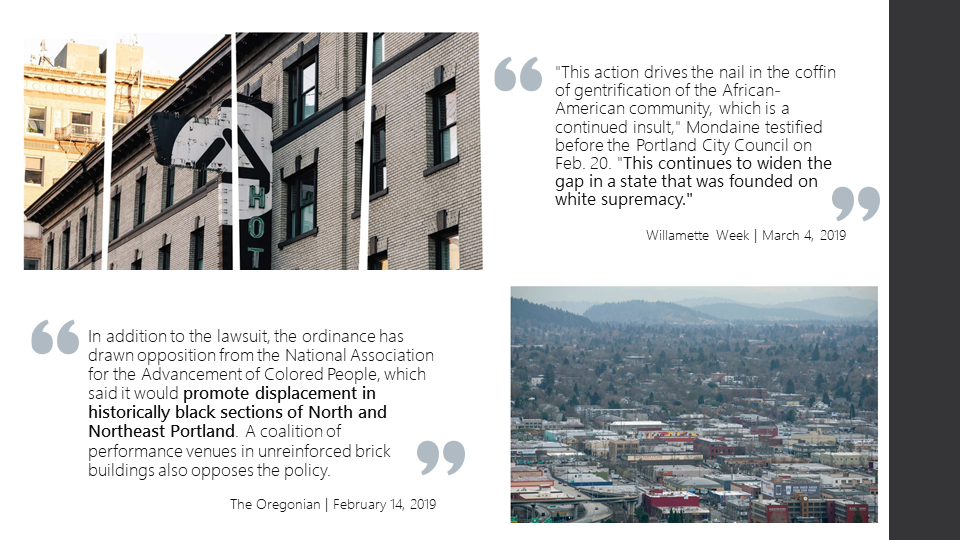 HOT
"This action drives the nail in the coffin
of gentrification of the African-
American community, which is a
continued insult," Mondaine testified
before the Portland City Council on
Feb. 20. "This continues to widen the
gap in a state that was founded on
white supremacy."
Willamette Week | March 4, 2019
In addition to the lawsuit, the ordinance has
drawn opposition from the National Association
for the Advancement of Colored People, which
said it would promote displacement in
historically black sections of North and
Northeast Portland. A coalition of
performance venues in unreinforced brick
buildings also opposes the policy.
The Oregonian | February 14, 2019